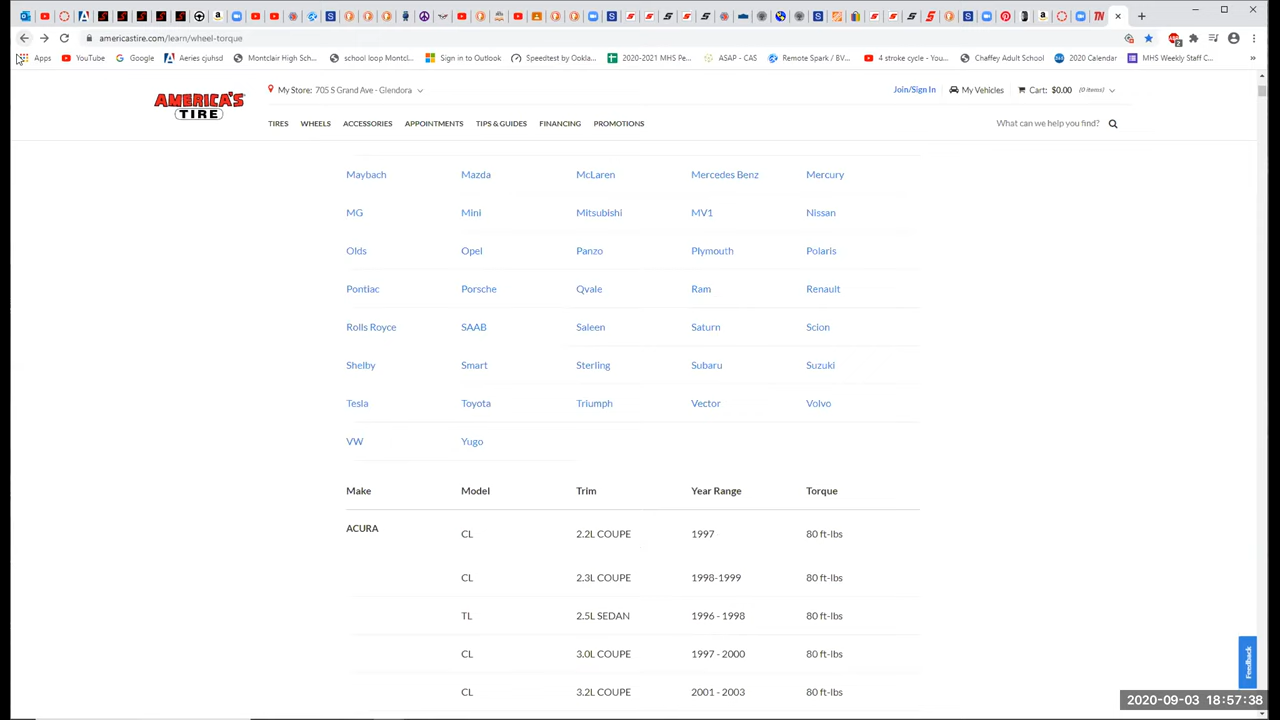 americastire.com/learn/wheel-torque
Apps YouTube Google Aeries cjuhsd Montclair High Sch... school loop Montcl... Sign in to Outlook Speedtest by Ookla... 2020-2021 MHS Pe... ASAP - CAS Remote Spark / BV... 4 stroke cycle - You... Chaffey Adult School 2020 Calendar MHS Weekly Staff C... »
AMERICA'S TIRE
My Store: 705 S Grand Ave - Glendora
Join/Sign In My Vehicles Cart: $0.00 (0 items)
TIRES WHEELS ACCESSORIES APPOINTMENTS TIPS & GUIDES FINANCING PROMOTIONS What can we help you find?
Maybach Mazda McLaren Mercedes Benz Mercury
MG Mini Mitsubishi MV1 Nissan
Olds Opel Panzo Plymouth Polaris
Pontiac Porsche Qvale Ram Renault
Rolls Royce SAAB Saleen Saturn Scion
Shelby Smart Sterling Subaru Suzuki
Tesla Toyota Triumph Vector Volvo
VW Yugo
Make Model Trim Year Range Torque
ACURA CL 2.2L COUPE 1997 80 ft-lbs
CL 2.3L COUPE 1998-1999 80 ft-lbs
TL 2.5L SEDAN 1996 - 1998 80 ft-lbs
CL 3.0L COUPE 1997 - 2000 80 ft-lbs
CL 3.2L COUPE 2001 - 2003 80 ft-lbs
Feedback
2020-09-03 18:57:38